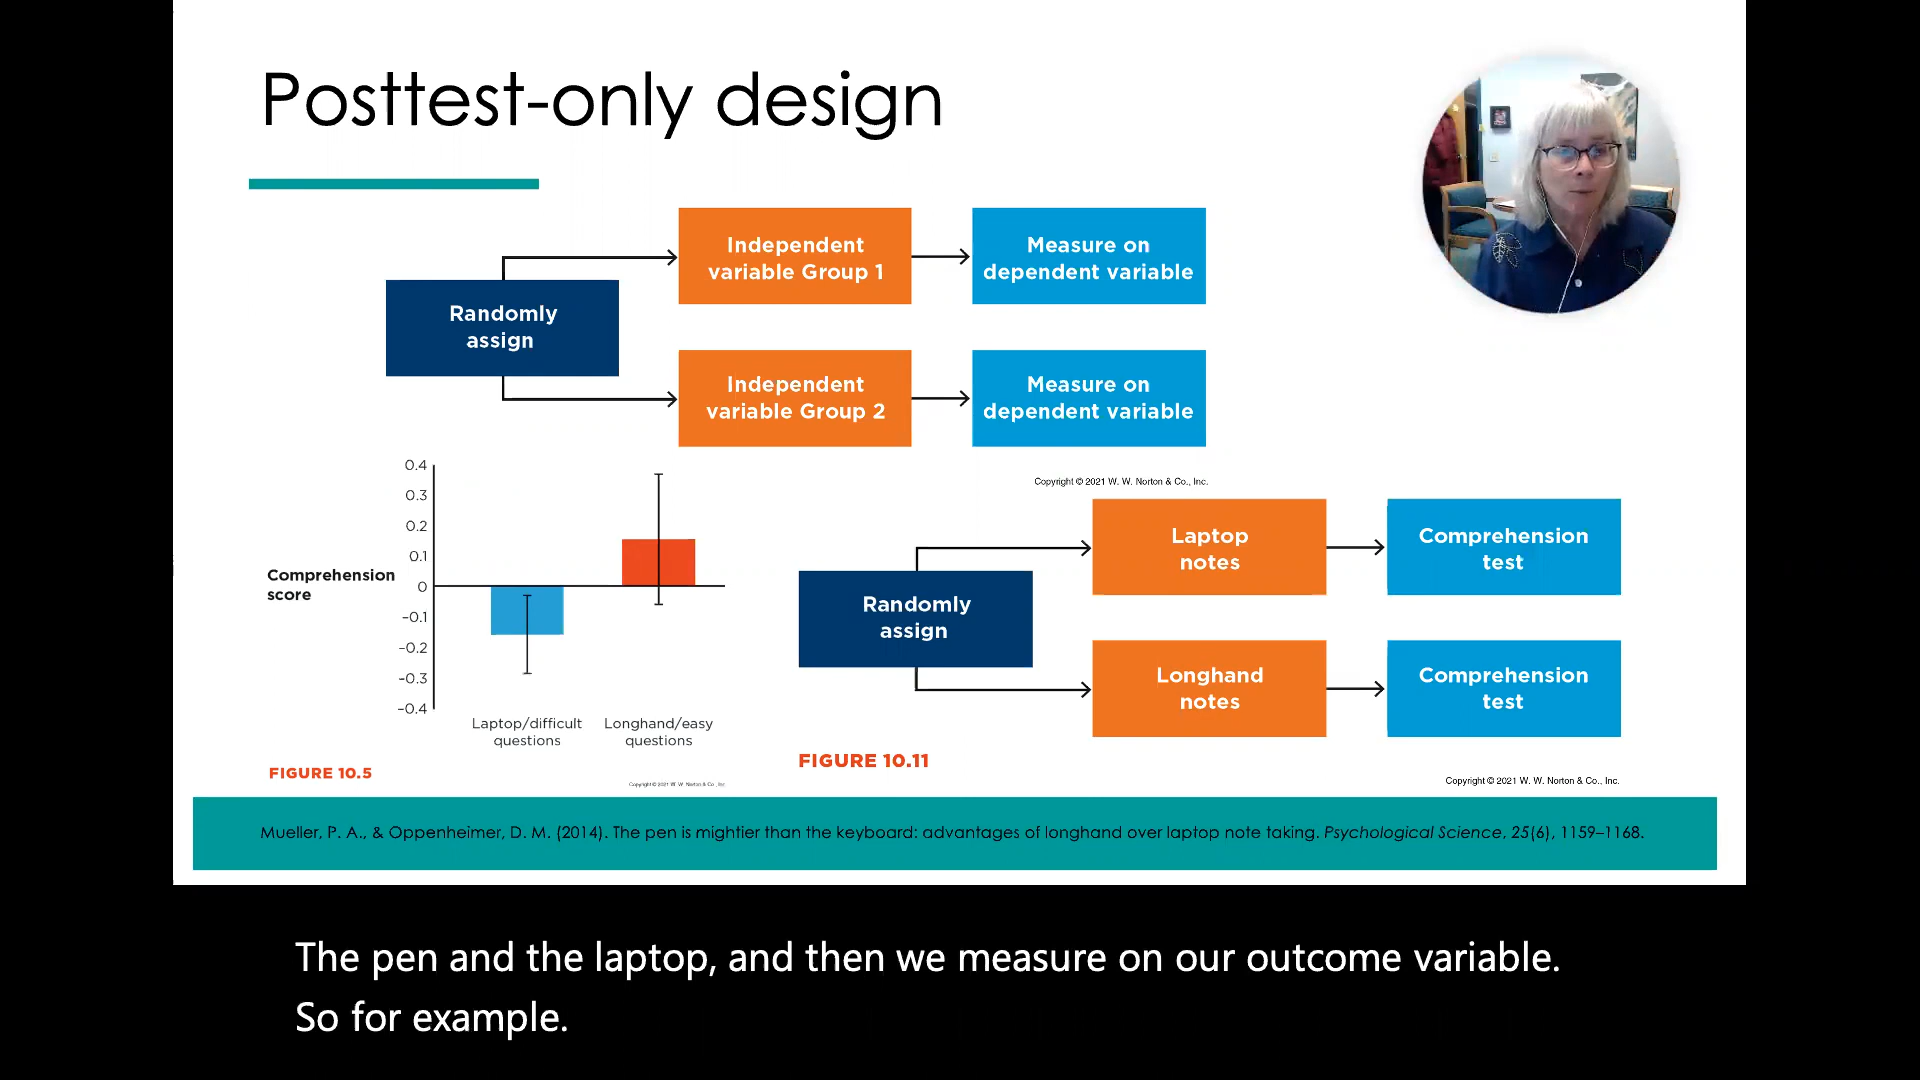 Posttest-only design
Independent
variable Group 1
Measure on
dependent variable
Randomly
assign
Independent
variable Group 2
Measure on
dependent variable
Copyright © 2021 W. W. Norton & Co., Inc.
0.4
0.3
0.2
0.1
0
–0.1
–0.2
–0.3
–0.4
Comprehension
score
Laptop/difficult
questions
Longhand/easy
questions
FIGURE 10.5
Copyright © 2021 W. W. Norton & Co., Inc.
Laptop
notes
Comprehension
test
Randomly
assign
Longhand
notes
Comprehension
test
FIGURE 10.11
Copyright © 2021 W. W. Norton & Co., Inc.
Mueller, P. A., & Oppenheimer, D. M. (2014). The pen is mightier than the keyboard: advantages of longhand over laptop note taking. Psychological Science, 25(6), 1159–1168.
The pen and the laptop, and then we measure on our outcome variable.
So for example.